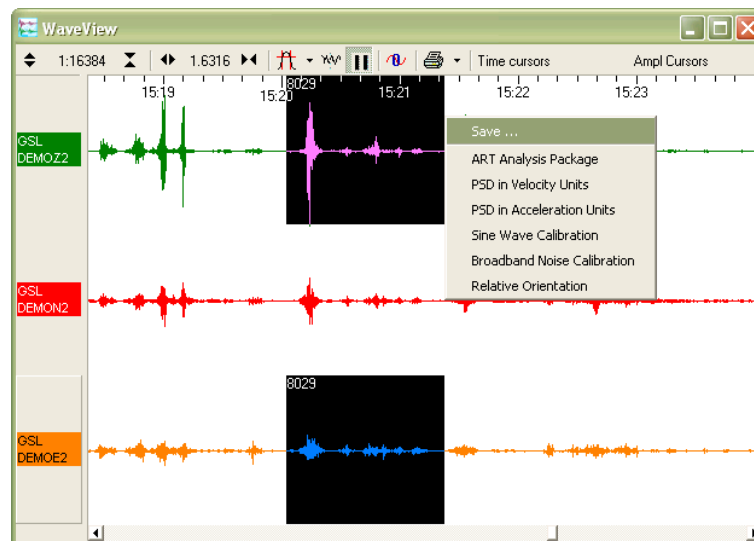 WaveView
1:16384 1.6316 Time cursors Ampl Cursors
15:19 15:20 15:21 15:22 15:23
8029
GSL
DEMOZ2
Save ...
ART Analysis Package
PSD in Velocity Units
PSD in Acceleration Units
Sine Wave Calibration
Broadband Noise Calibration
Relative Orientation
GSL
DEMON2
8029
GSL
DEMOE2